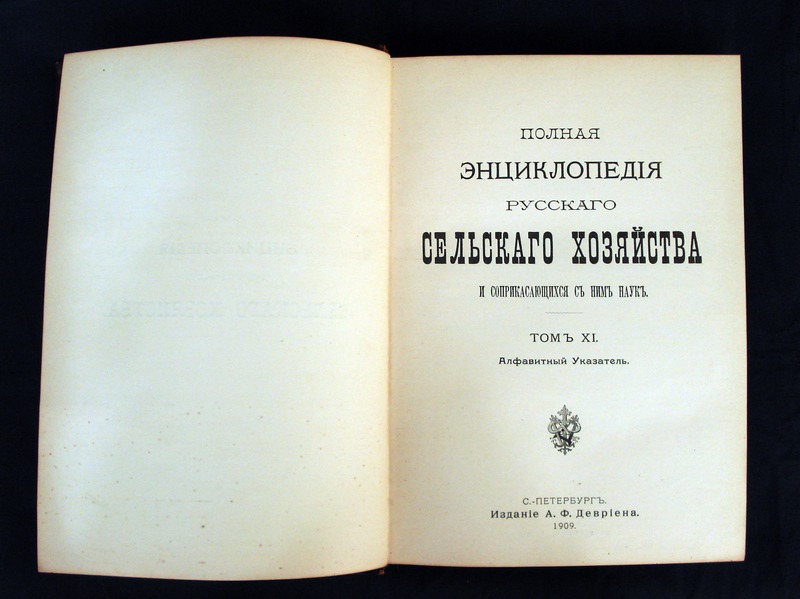 ПОЛНАЯ
ЭНЦИКЛОПЕДІЯ
РУССКАГО
СЕЛЬСКАГО ХОЗЯЙСТВА
И СОПРИКАСАЮЩИХСЯ СЪ НИМЪ НАУКЪ.
ТОМЪ XI.
Алфавитный Указатель.
С.-ПЕТЕРБУРГЪ.
Изданіе А. Ф. Девріена.
1909.